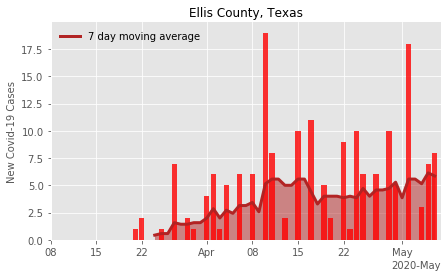 Ellis County, Texas
7 day moving average
New Covid-19 Cases
17.5
15.0
12.5
10.0
7.5
5.0
2.5
0.0
08 15 22 Apr 08 15 22 May
2020-May